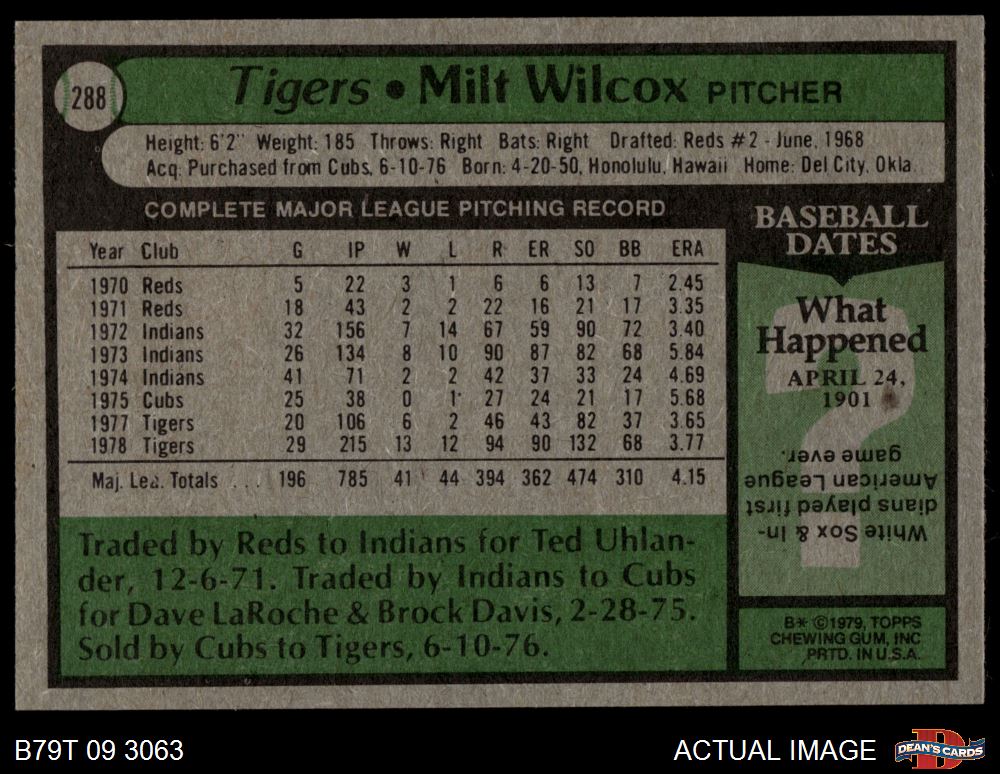 288
Tigers • Milt Wilcox PITCHER
Height: 6'2" Weight: 185 Throws: Right Bats: Right Drafted: Reds #2 - June, 1968
Acq: Purchased from Cubs, 6-10-76 Born: 4-20-50, Honolulu, Hawaii Home: Del City, Okla.
COMPLETE MAJOR LEAGUE PITCHING RECORD
Year Club G IP W L R ER SO BB ERA
1970 Reds 5 22 3 1 6 6 13 7 2.45
1971 Reds 18 43 2 2 22 16 21 17 3.35
1972 Indians 32 156 7 14 67 59 90 72 3.40
1973 Indians 26 134 8 10 90 87 82 68 5.84
1974 Indians 41 71 2 2 42 37 33 24 4.69
1975 Cubs 25 38 0 1 27 24 21 17 5.68
1977 Tigers 20 106 6 2 46 43 82 37 3.65
1978 Tigers 29 215 13 12 94 90 132 68 3.77
Maj. Lea. Totals . . . 196 785 41 44 394 362 474 310 4.15
Traded by Reds to Indians for Ted Uhlan-
der, 12-6-71. Traded by Indians to Cubs
for Dave LaRoche & Brock Davis, 2-28-75.
Sold by Cubs to Tigers, 6-10-76.
BASEBALL
DATES
What
Happened
APRIL 24,
1901
?
White Sox & In-
dians played first
American League
game ever.
B* ©1979, TOPPS
CHEWING GUM, INC
PRTD. IN U.S.A.
B79T 09 3063
ACTUAL IMAGE
D
DEAN'S CARDS